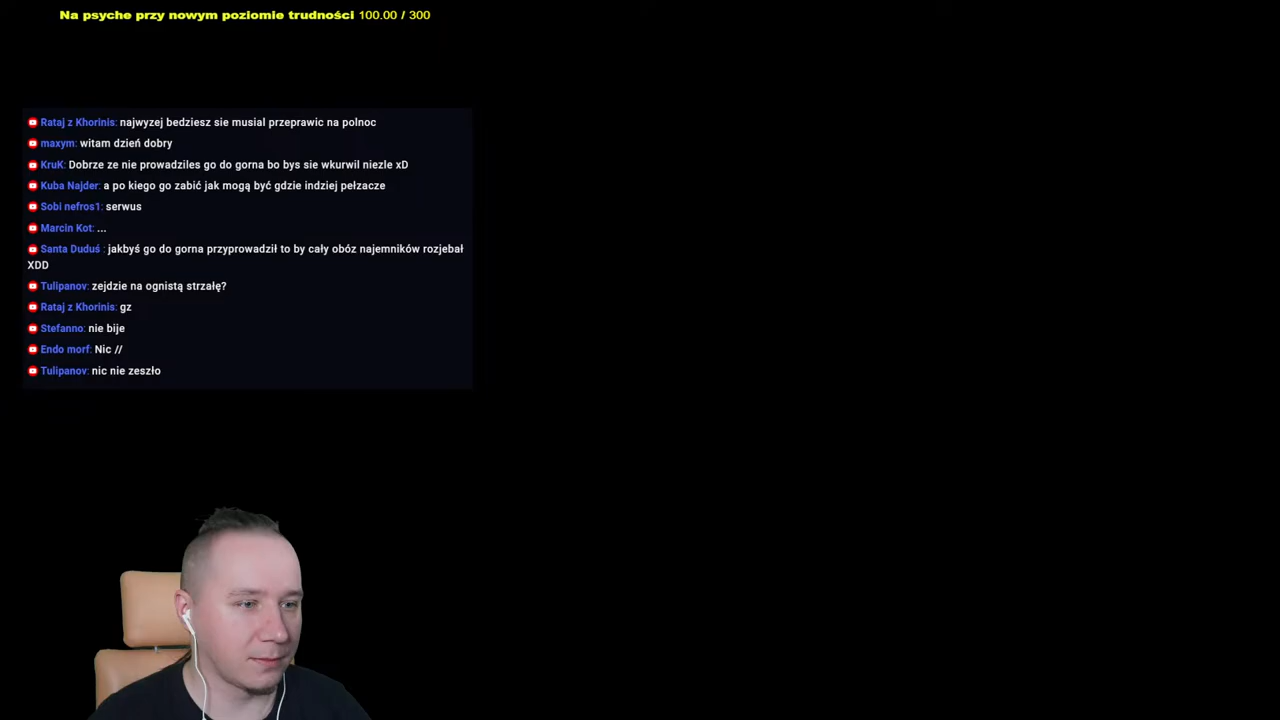 Na psyche przy nowym poziomie trudności 100.00 / 300
Rataj z Khorinis: najwyzej bedziesz sie musial przeprawic na polnoc
maxym: witam dzień dobry
KruK: Dobrze ze nie prowadziles go do gorna bo bys sie wkurwil niezle xD
Kuba Najder: a po kiego go zabić jak mogą być gdzie indziej pełzacze
Sobi nefros1: serwus
Marcin Kot: ...
Santa Duduś : jakbyś go do gorna przyprowadził to by cały obóz najemników rozjebał
XDD
Tulipanov: zejdzie na ognistą strzałę?
Rataj z Khorinis: gz
Stefanno: nie bije
Endo morf: Nic //
Tulipanov: nic nie zeszło